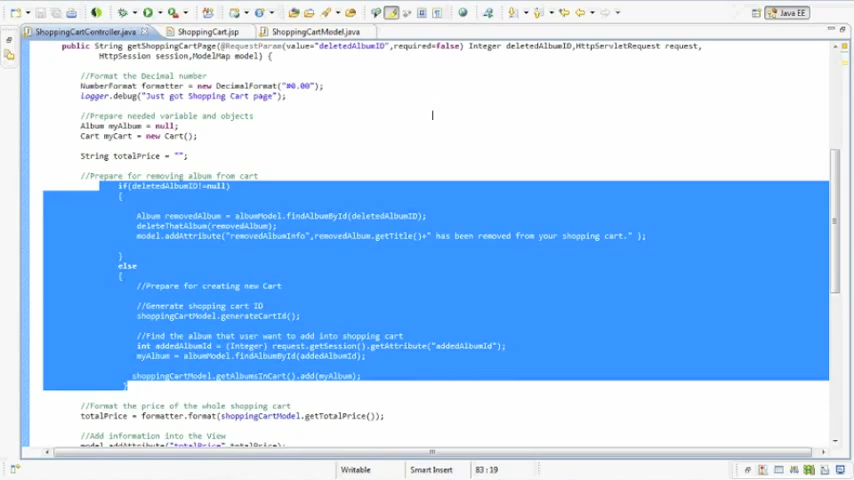 Java EE
ShoppingCartController.java
ShoppingCart.jsp
ShoppingCartModel.java
public String getShoppingCartPage(@RequestParam(value="deletedAlbumID",required=false) Integer deletedAlbumID,HttpServletRequest request,
HttpSession session,ModelMap model) {
//Format the Decimal number
NumberFormat formatter = new DecimalFormat("#0.00");
Logger.debug("Just got Shopping Cart page");
//Prepare needed variable and objects
Album myAlbum = null;
Cart myCart = new Cart();
String totalPrice = "";
//Prepare for removing album from cart
if(deletedAlbumID!=null)
{
Album removedAlbum = albumModel.findAlbumById(deletedAlbumID);
deleteThatAlbum(removedAlbum);
model.addAttribute("removedAlbumInfo",removedAlbum.getTitle()+" has been removed from your shopping cart." );
}
else
{
//Prepare for creating new Cart
//Generate shopping cart ID
shoppingCartModel.generateCartId();
//Find the album that user want to add into shopping cart
int addedAlbumId = (Integer) request.getSession().getAttribute("addedAlbumId");
myAlbum = albumModel.findAlbumById(addedAlbumId);
shoppingCartModel.getAlbumsInCart().add(myAlbum);
}
//Format the price of the whole shopping cart
totalPrice = formatter.format(shoppingCartModel.getTotalPrice());
//Add information into the View
model.addAttribute("totalPrice",totalPrice);
Writable
Smart Insert
83 : 19